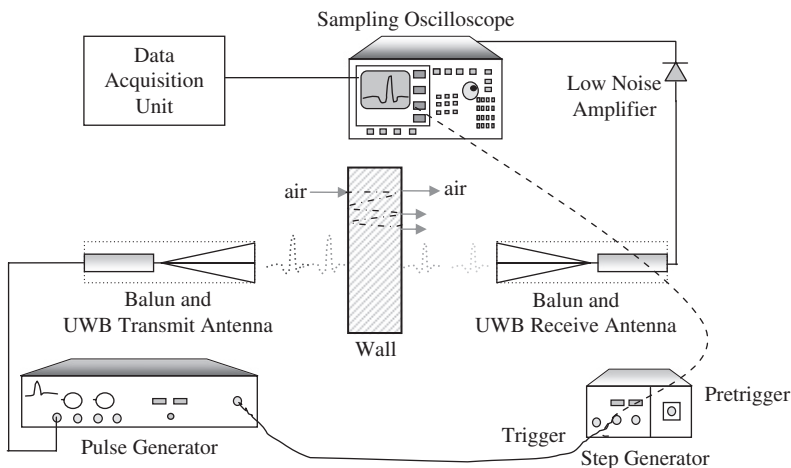 Sampling Oscilloscope
Data
Acquisition
Unit
Low Noise
Amplifier
air
air
Balun and
UWB Transmit Antenna
Balun and
UWB Receive Antenna
Wall
Pretrigger
Trigger
Pulse Generator
Step Generator